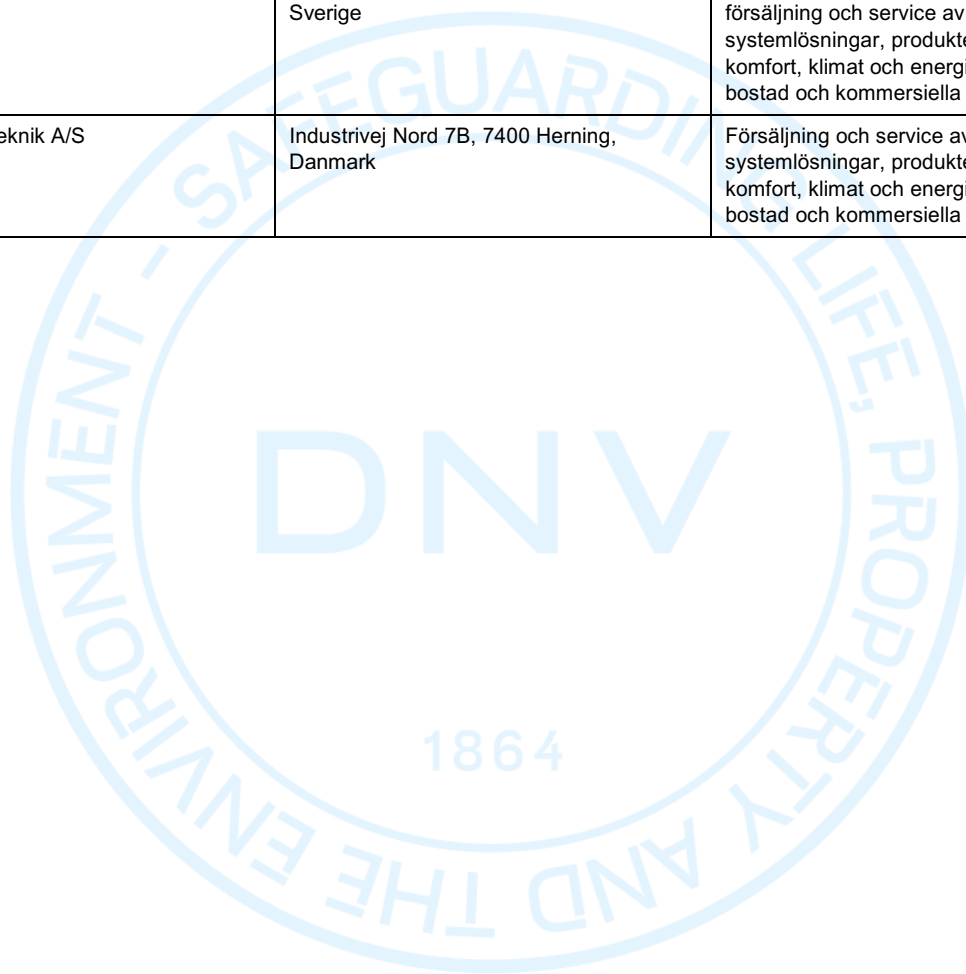 Sverige
försäljning och service av
systemlösningar, produkte
komfort, klimat och energi
bostad och kommersiella
eknik A/S
Industrivej Nord 7B, 7400 Herning,
Danmark
Försäljning och service av
systemlösningar, produkte
komfort, klimat och energi
bostad och kommersiella
SAFEGUARDING LIFE, PROPERTY AND THE ENVIRONMENT -
DNV
1864